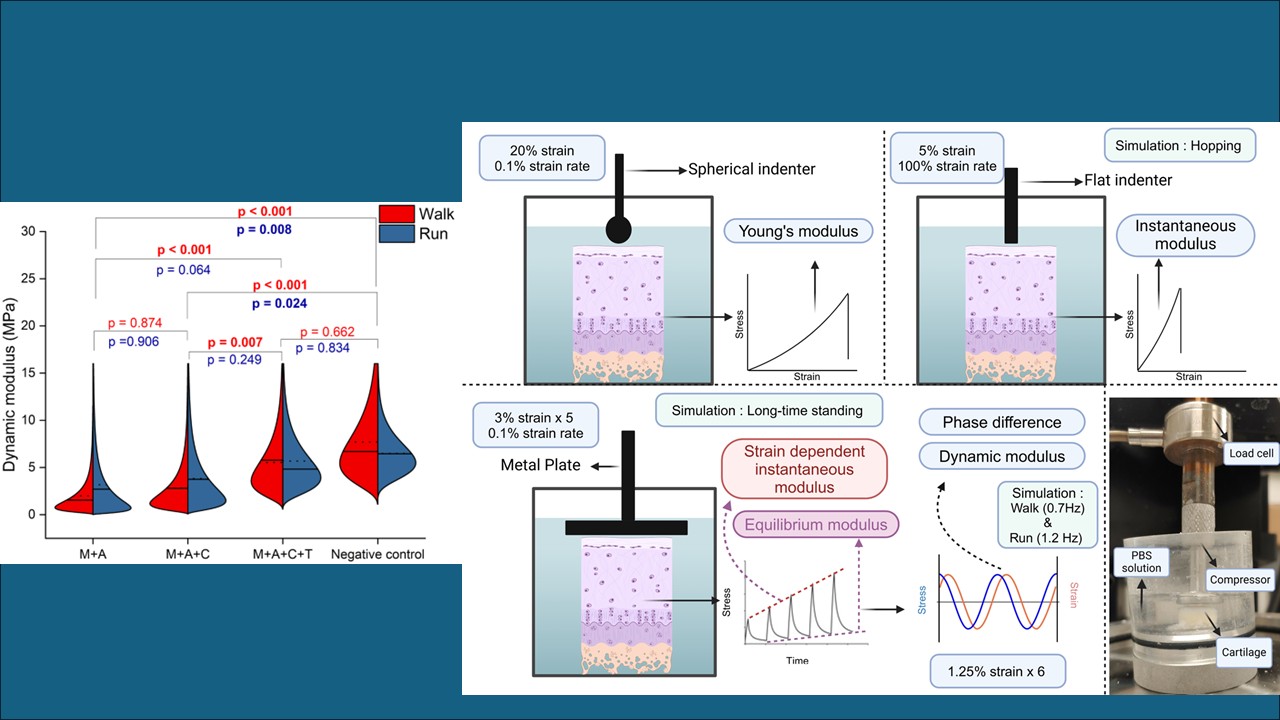 p < 0.001
p = 0.008
Walk
Run
p < 0.001
p = 0.064
p < 0.001
p = 0.024
p = 0.874
p =0.906
p = 0.007
p = 0.249
p = 0.662
p = 0.834
Dynamic modulus (MPa)
30
25
20
15
10
5
0
M+A
M+A+C
M+A+C+T
Negative control
20% strain
0.1% strain rate
Spherical indenter
Young's modulus
Stress
Strain
5% strain
100% strain rate
Simulation : Hopping
Flat indenter
Instantaneous
modulus
Stress
Strain
3% strain x 5
0.1% strain rate
Simulation : Long-time standing
Metal Plate
Strain dependent
instantaneous
modulus
Equilibrium modulus
Stress
Time
Phase difference
Dynamic modulus
Simulation :
Walk (0.7Hz)
&
Run (1.2 Hz)
Stress
Strain
1.25% strain x 6
Load cell
PBS
solution
Compressor
Cartilage